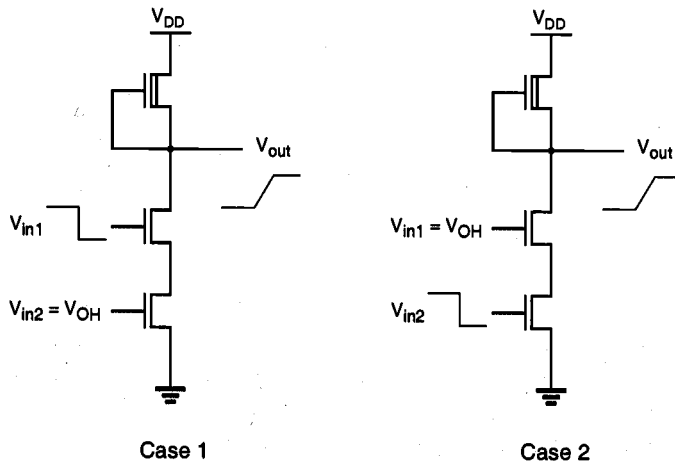 V_DD
V_out
V_in1
V_in2 = V_OH
Case 1
V_DD
V_out
V_in1 = V_OH
V_in2
Case 2